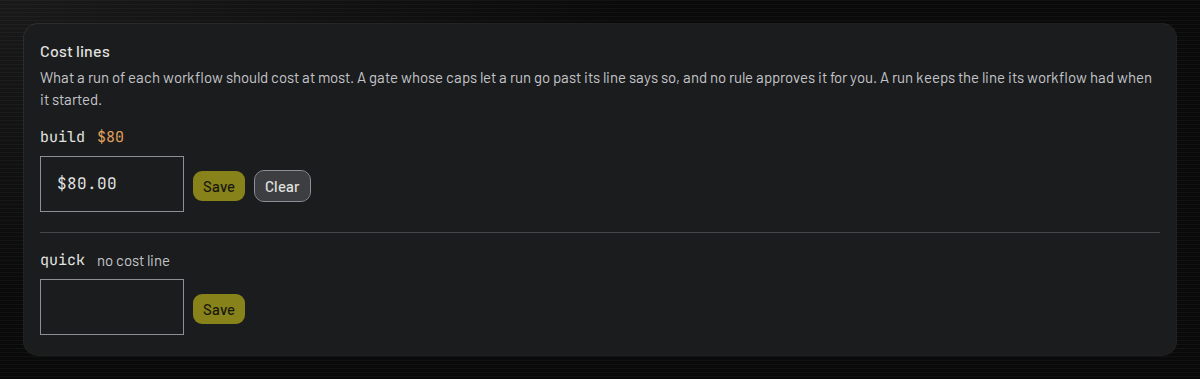 Cost lines
What a run of each workflow should cost at most. A gate whose caps let a run go past its line says so, and no rule approves it for you. A run keeps the line its workflow had when
it started.
build $80
$80.00 Save Clear
quick no cost line
Save